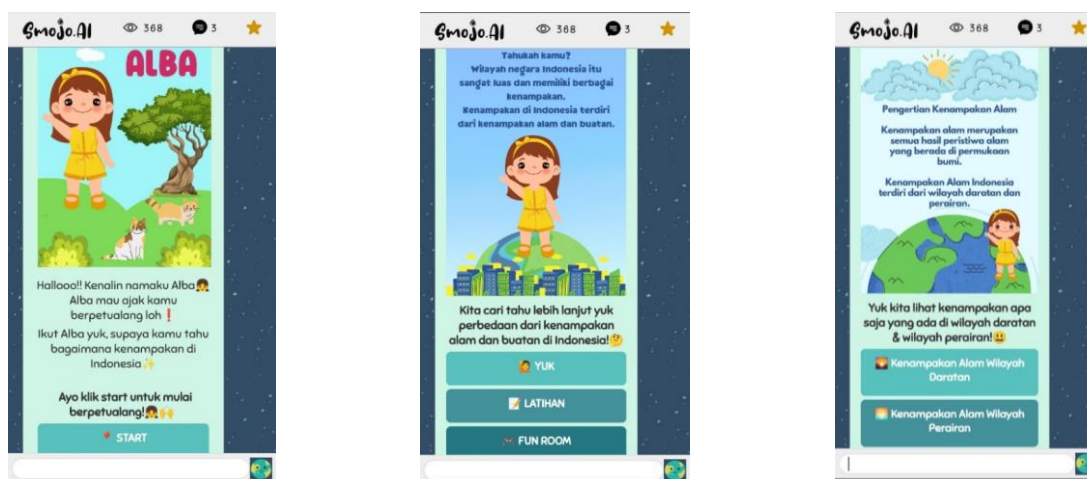 Smojo.AI 368 3
ALBA
Hallooo!! Kenalin namaku Alba👧
Alba mau ajak kamu
berpetualang loh❗
Ikut Alba yuk, supaya kamu tahu
bagaimana kenampakan di
Indonesia✨
Ayo klik start untuk mulai
berpetualang!👧🙌
📍 START
Smojo.AI 368 3
Tahukah kamu?
Wilayah negara Indonesia itu
sangat luas dan memiliki berbagai
kenampakan.
Kenampakan di Indonesia terdiri
dari kenampakan alam dan buatan.
Kita cari tahu lebih lanjut yuk
perbedaan dari kenampakan
alam dan buatan di Indonesia!🤔
🙋 YUK
📝 LATIHAN
🎮 FUN ROOM
Smojo.AI 368 3
Pengertian Kenampakan Alam
Kenampakan alam merupakan
semua hasil peristiwa alam
yang berada di permukaan
bumi.
Kenampakan Alam Indonesia
terdiri dari wilayah daratan dan
perairan.
Yuk kita lihat kenampakan apa
saja yang ada di wilayah daratan
& wilayah perairan!😃
🌄 Kenampakan Alam Wilayah
Daratan
🌅 Kenampakan Alam Wilayah
Perairan